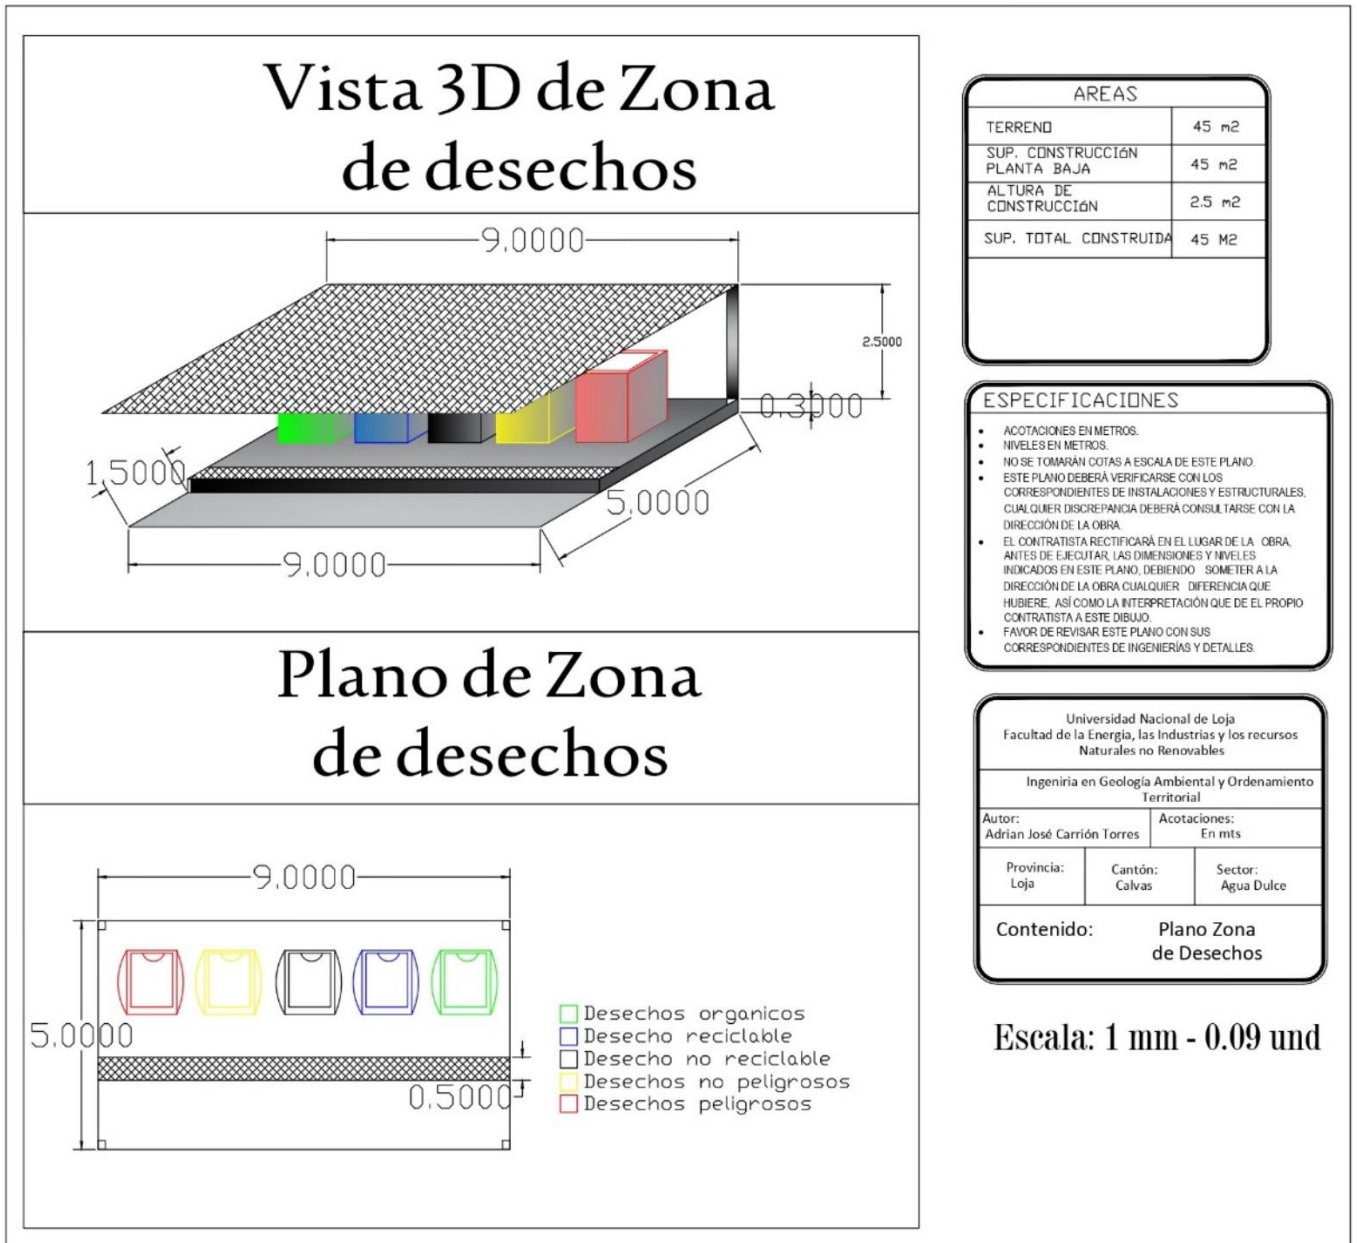 Vista 3D de Zona
de desechos
9.0000
2.5000
0.3000
1.5000
5.0000
9.0000
Plano de Zona
de desechos
9.0000
5.0000
0.5000
Desechos organicos
Desecho reciclable
Desecho no reciclable
Desechos no peligrosos
Desechos peligrosos
AREAS
TERRENO 45 m2
SUP. CONSTRUCCIóN
PLANTA BAJA 45 m2
ALTURA DE
CONSTRUCCIóN 2.5 m2
SUP. TOTAL CONSTRUIDA 45 M2
ESPECIFICACIONES
• ACOTACIONES EN METROS.
• NIVELES EN METROS.
• NO SE TOMARÁN COTAS A ESCALA DE ESTE PLANO.
• ESTE PLANO DEBERÁ VERIFICARSE CON LOS
CORRESPONDIENTES DE INSTALACIONES Y ESTRUCTURALES,
CUALQUIER DISCREPANCIA DEBERÁ CONSULTARSE CON LA
DIRECCIÓN DE LA OBRA.
• EL CONTRATISTA RECTIFICARÁ EN EL LUGAR DE LA OBRA,
ANTES DE EJECUTAR, LAS DIMENSIONES Y NIVELES
INDICADOS EN ESTE PLANO, DEBIENDO SOMETER A LA
DIRECCIÓN DE LA OBRA CUALQUIER DIFERENCIA QUE
HUBIERE, ASÍ COMO LA INTERPRETACIÓN QUE DE EL PROPIO
CONTRATISTA A ESTE DIBUJO.
• FAVOR DE REVISAR ESTE PLANO CON SUS
CORRESPONDIENTES DE INGENIERÍAS Y DETALLES.
Universidad Nacional de Loja
Facultad de la Energia, las Industrias y los recursos
Naturales no Renovables
Ingeniria en Geología Ambiental y Ordenamiento
Territorial
Autor:
Adrian José Carrión Torres
Acotaciones:
En mts
Provincia:
Loja
Cantón:
Calvas
Sector:
Agua Dulce
Contenido: Plano Zona
de Desechos
Escala: 1 mm - 0.09 und